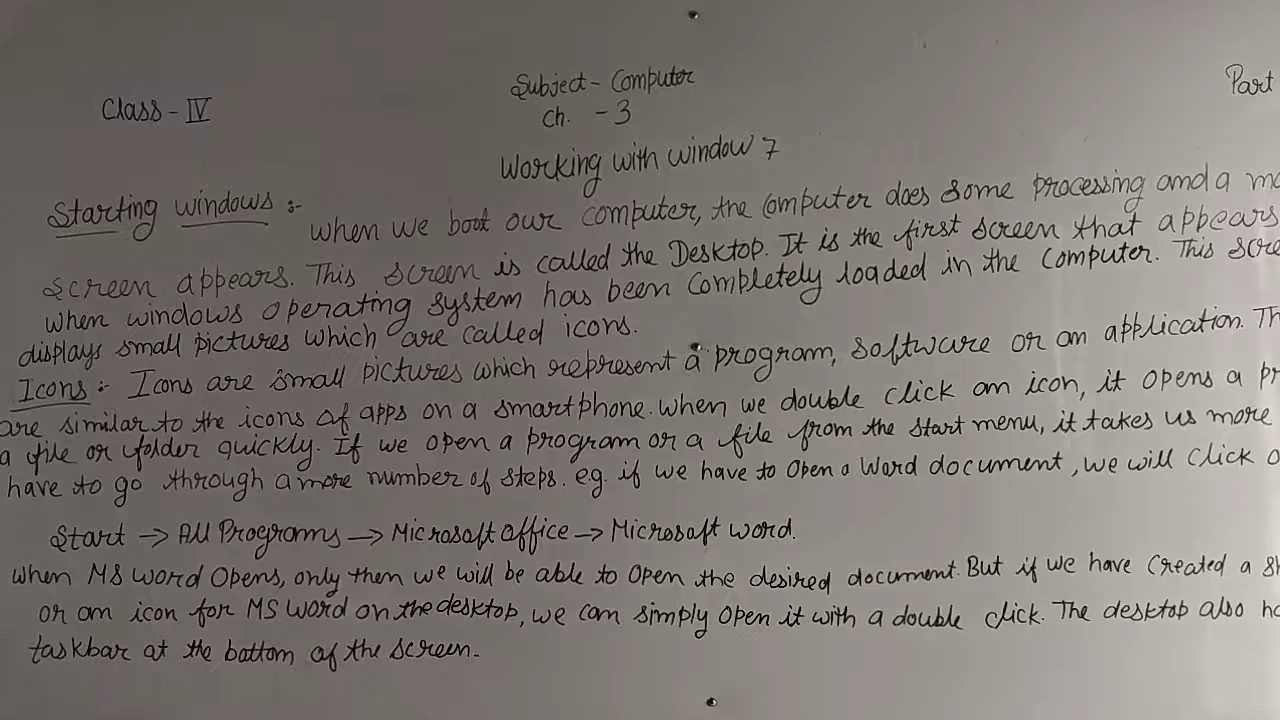 Class - IV
Subject - Computer
Part
Ch. - 3
Working with window 7
Starting windows :-
When we boot our computer, the computer does some processing and a
Screen appears. This screen is called the Desktop. It is the first screen that appears
when windows operating system has been completely loaded in the computer. This
displays small pictures which are called icons.
Icons :- Icons are small pictures which represent a program, software or an application.
are similar to the icons of apps on a smartphone. When we double click an icon, it opens a
a file or folder quickly. If we open a program or a file from the start menu, it takes us more
have to go through a more number of steps. e.g. if we have to open a Word document, we will click
Start → All Programs → Microsoft office → Microsoft word.
When MS word Opens, only then we will be able to open the desired document. But if we have created a
or an icon for MS word on the desktop, we can simply open it with a double click. The desktop also
taskbar at the bottom of the screen.